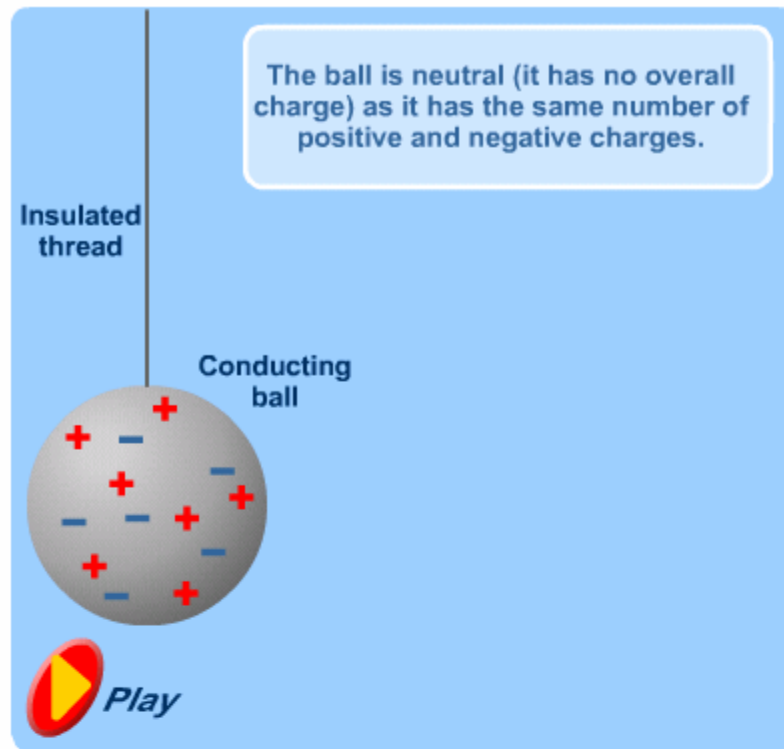 The ball is neutral (it has no overall
charge) as it has the same number of
positive and negative charges.
Insulated
thread
Conducting
ball
Play